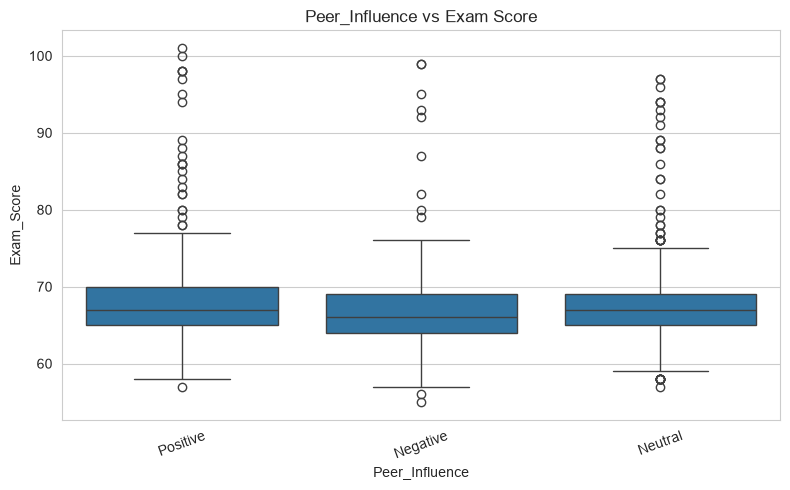 Peer_Influence vs Exam Score
100
90
80
70
60
Exam_Score
Positive
Negative
Neutral
Peer_Influence